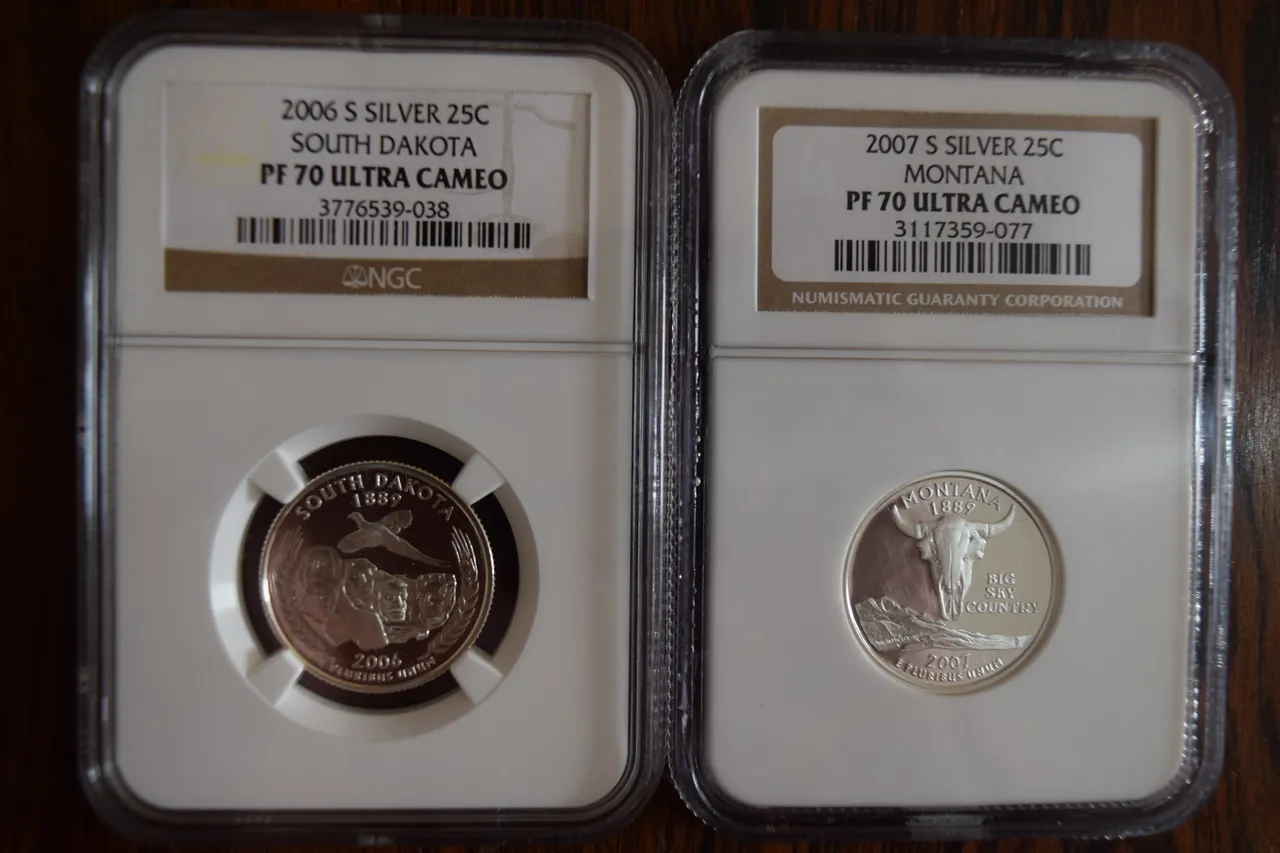 2006 S SILVER 25C
SOUTH DAKOTA
PF 70 ULTRA CAMEO
3776539-038
NGC
SOUTH DAKOTA
1889
2006
E PLURIBUS UNUM
2007 S SILVER 25C
MONTANA
PF 70 ULTRA CAMEO
3117359-077
NUMISMATIC GUARANTY CORPORATION
MONTANA
1889
BIG
SKY
COUNTRY
2007
E PLURIBUS UNUM